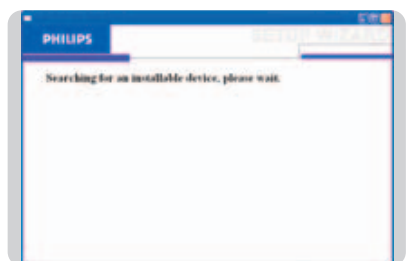 PHILIPS
SETUP WIZARD
Searching for an installable device, please wait.